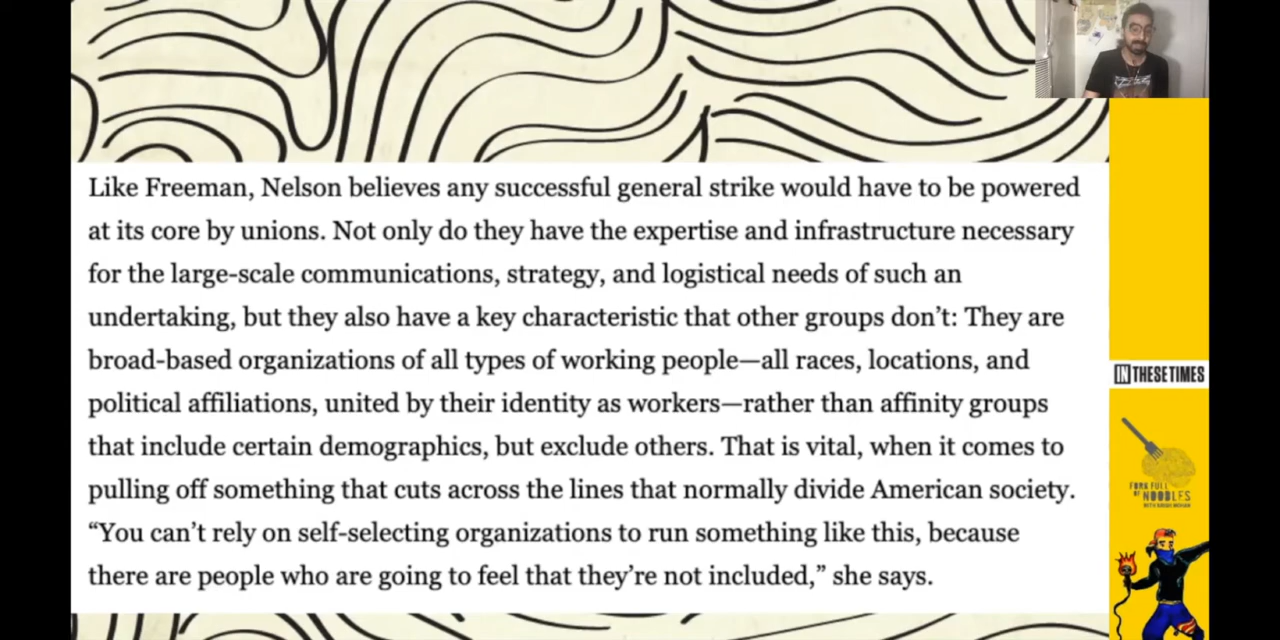 Like Freeman, Nelson believes any successful general strike would have to be powered
at its core by unions. Not only do they have the expertise and infrastructure necessary
for the large-scale communications, strategy, and logistical needs of such an
undertaking, but they also have a key characteristic that other groups don’t: They are
broad-based organizations of all types of working people—all races, locations, and
political affiliations, united by their identity as workers—rather than affinity groups
that include certain demographics, but exclude others. That is vital, when it comes to
pulling off something that cuts across the lines that normally divide American society.
“You can’t rely on self-selecting organizations to run something like this, because
there are people who are going to feel that they’re not included,” she says.
IN THESE TIMES
FORK FULL
OF NOODLES